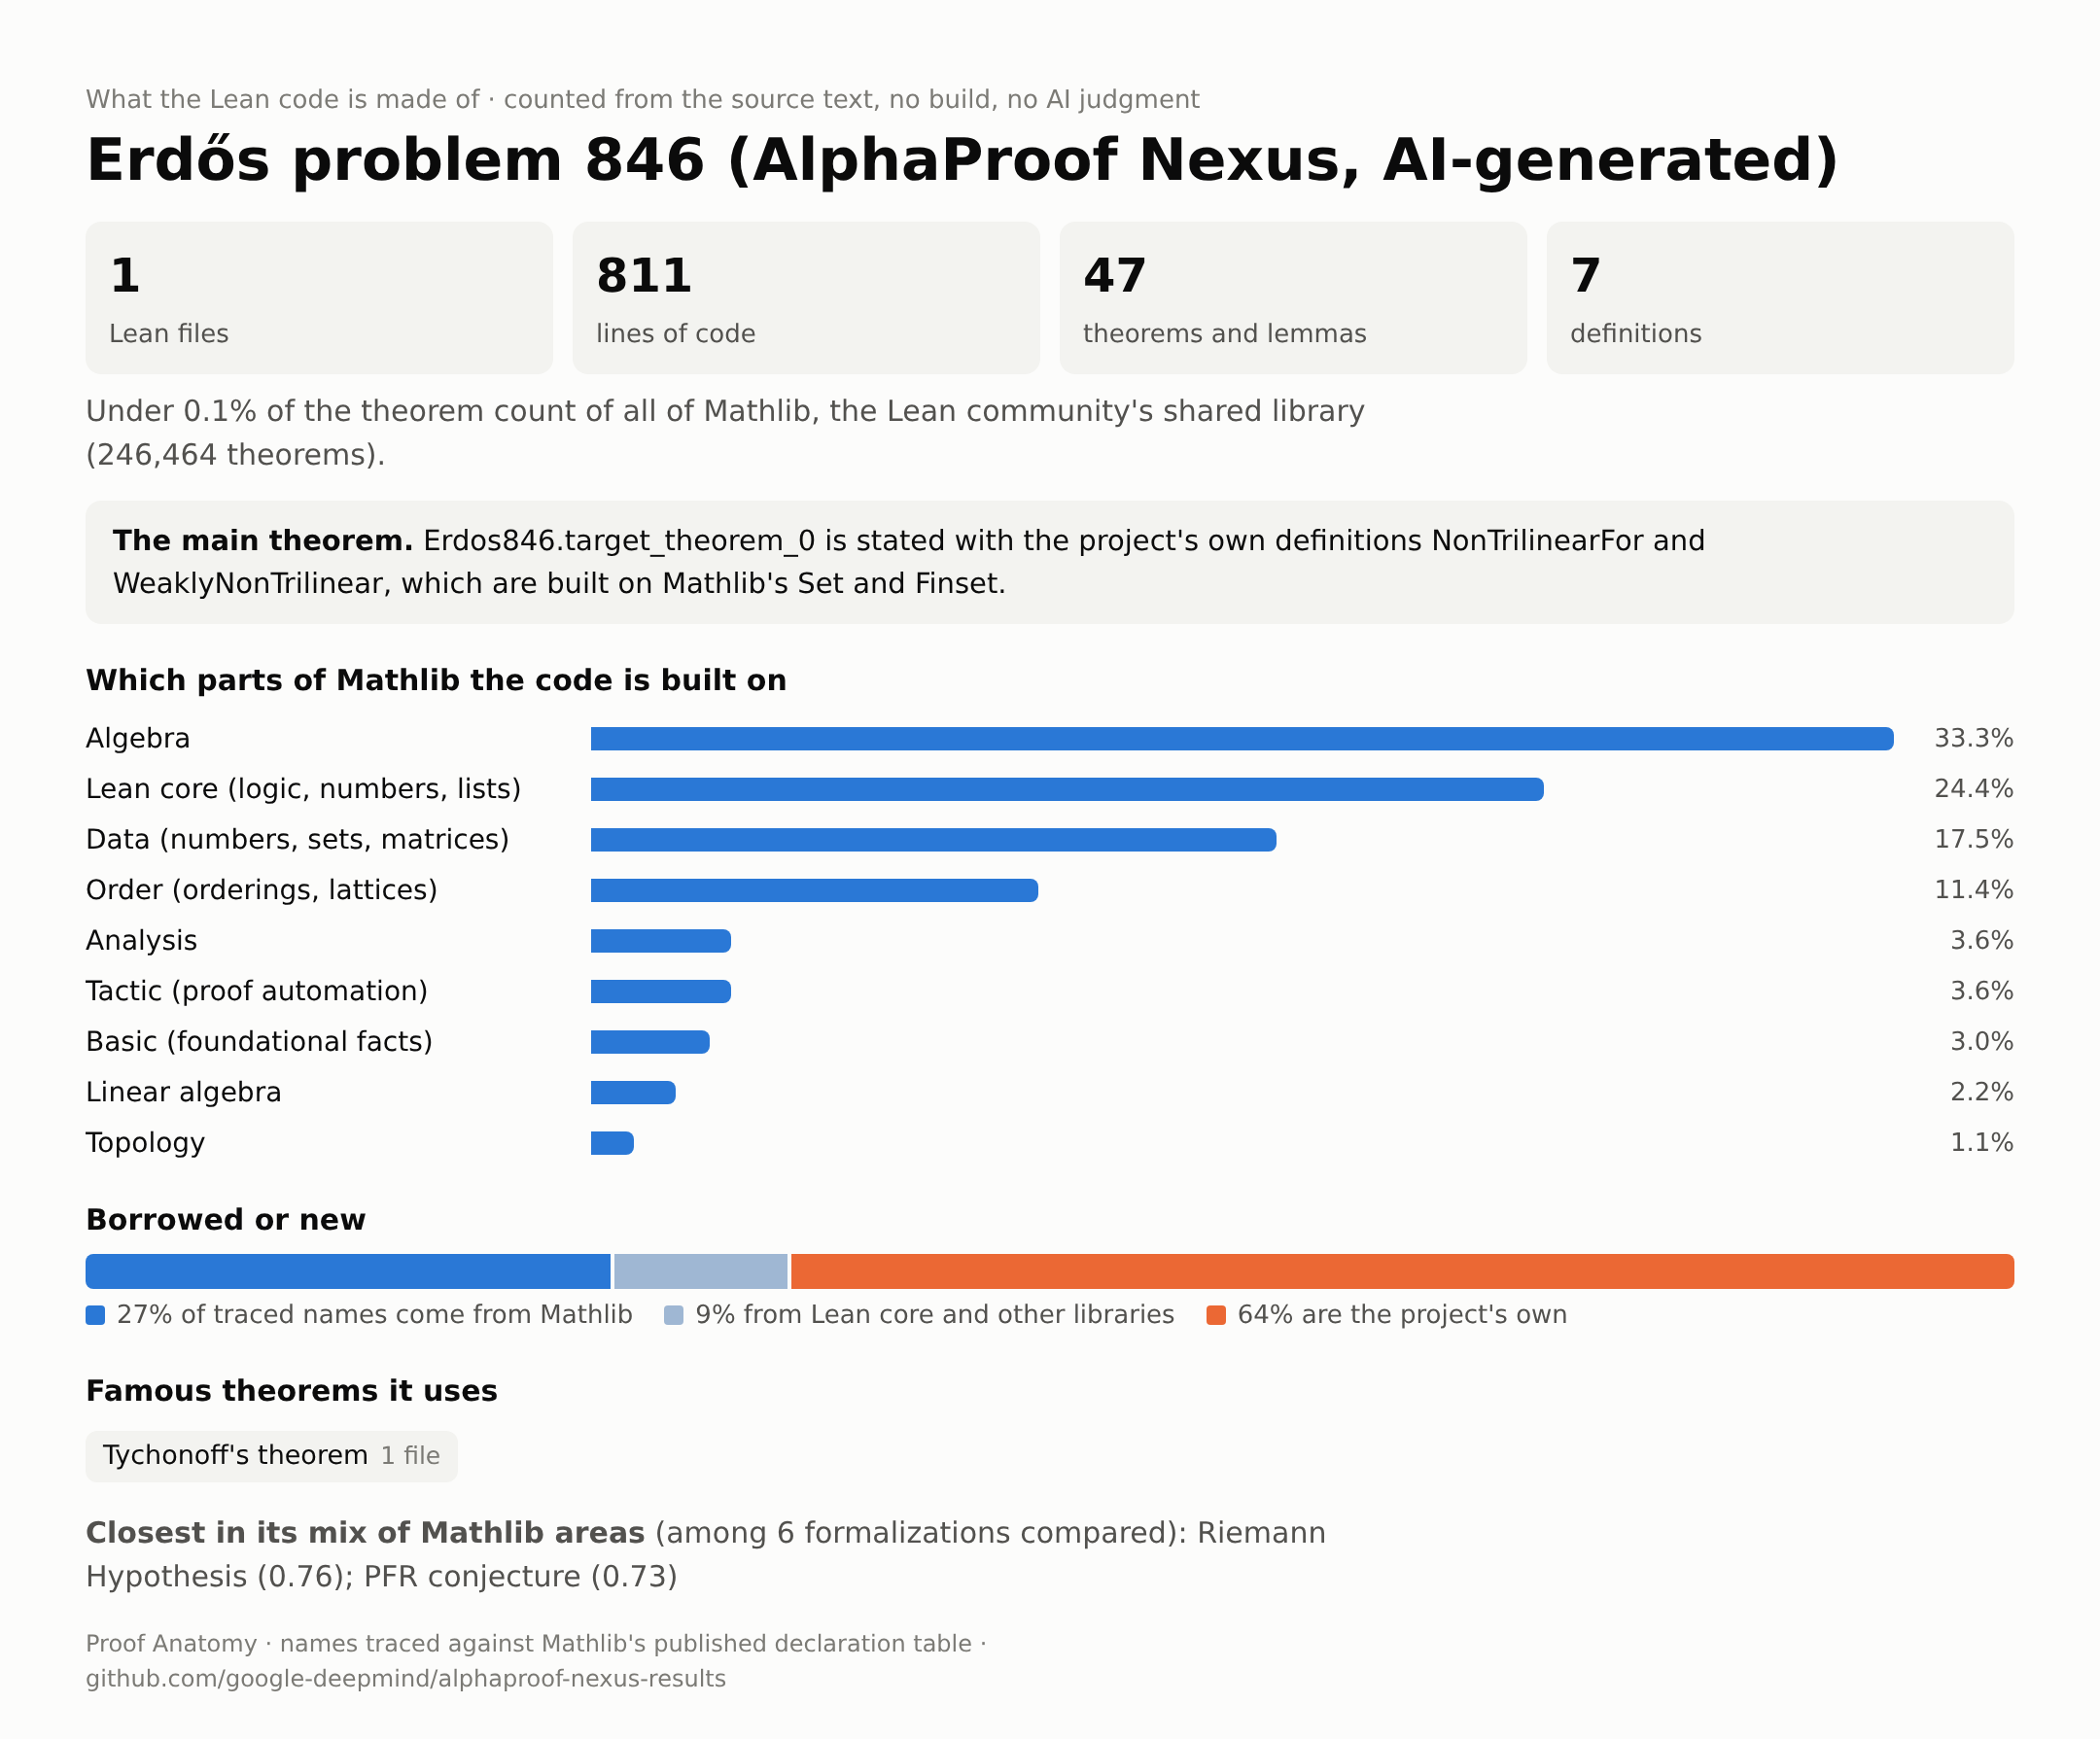 What the Lean code is made of · counted from the source text, no build, no AI judgment
Erdős problem 846 (AlphaProof Nexus, AI-generated)
1
Lean files
811
lines of code
47
theorems and lemmas
7
definitions
Under 0.1% of the theorem count of all of Mathlib, the Lean community's shared library
(246,464 theorems).
The main theorem. Erdos846.target_theorem_0 is stated with the project's own definitions NonTrilinearFor and
WeaklyNonTrilinear, which are built on Mathlib's Set and Finset.
Which parts of Mathlib the code is built on
Algebra 33.3%
Lean core (logic, numbers, lists) 24.4%
Data (numbers, sets, matrices) 17.5%
Order (orderings, lattices) 11.4%
Analysis 3.6%
Tactic (proof automation) 3.6%
Basic (foundational facts) 3.0%
Linear algebra 2.2%
Topology 1.1%
Borrowed or new
27% of traced names come from Mathlib 9% from Lean core and other libraries 64% are the project's own
Famous theorems it uses
Tychonoff's theorem 1 file
Closest in its mix of Mathlib areas (among 6 formalizations compared): Riemann
Hypothesis (0.76); PFR conjecture (0.73)
Proof Anatomy · names traced against Mathlib's published declaration table ·
github.com/google-deepmind/alphaproof-nexus-results